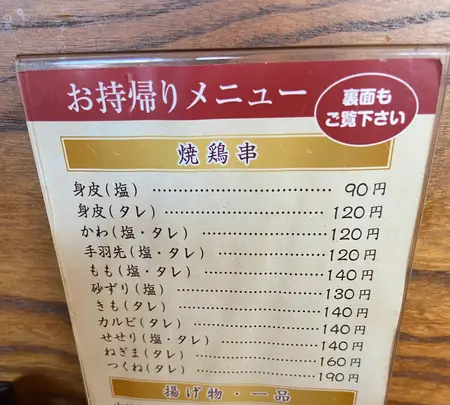 お持帰りメニュー
裏面も
ご覧下さい
焼鶏串
身皮(塩) 90円
身皮(タレ) 120円
かわ(塩・タレ) 120円
手羽先(塩・タレ) 120円
もも(塩・タレ) 140円
砂ずり(塩) 130円
きも(タレ) 140円
カルビ(タレ) 140円
せせり(塩・タレ) 140円
ねぎま(タレ) 160円
つくね(タレ) 190円
揚げ物・一品